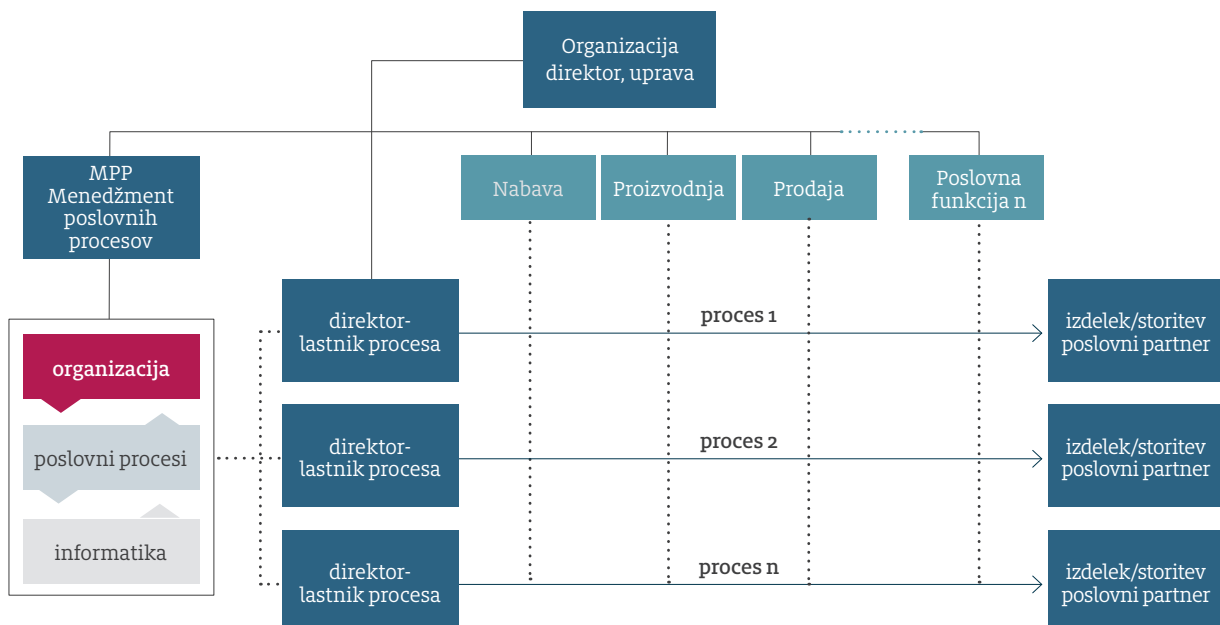 Organizacija
direktor, uprava
MPP
Menedžment
poslovnih
procesov
Nabava
Proizvodnja
Prodaja
Poslovna
funkcija n
organizacija
poslovni procesi
informatika
direktor-
lastnik procesa
proces 1
izdelek/storitev
poslovni partner
direktor-
lastnik procesa
proces 2
izdelek/storitev
poslovni partner
direktor-
lastnik procesa
proces n
izdelek/storitev
poslovni partner